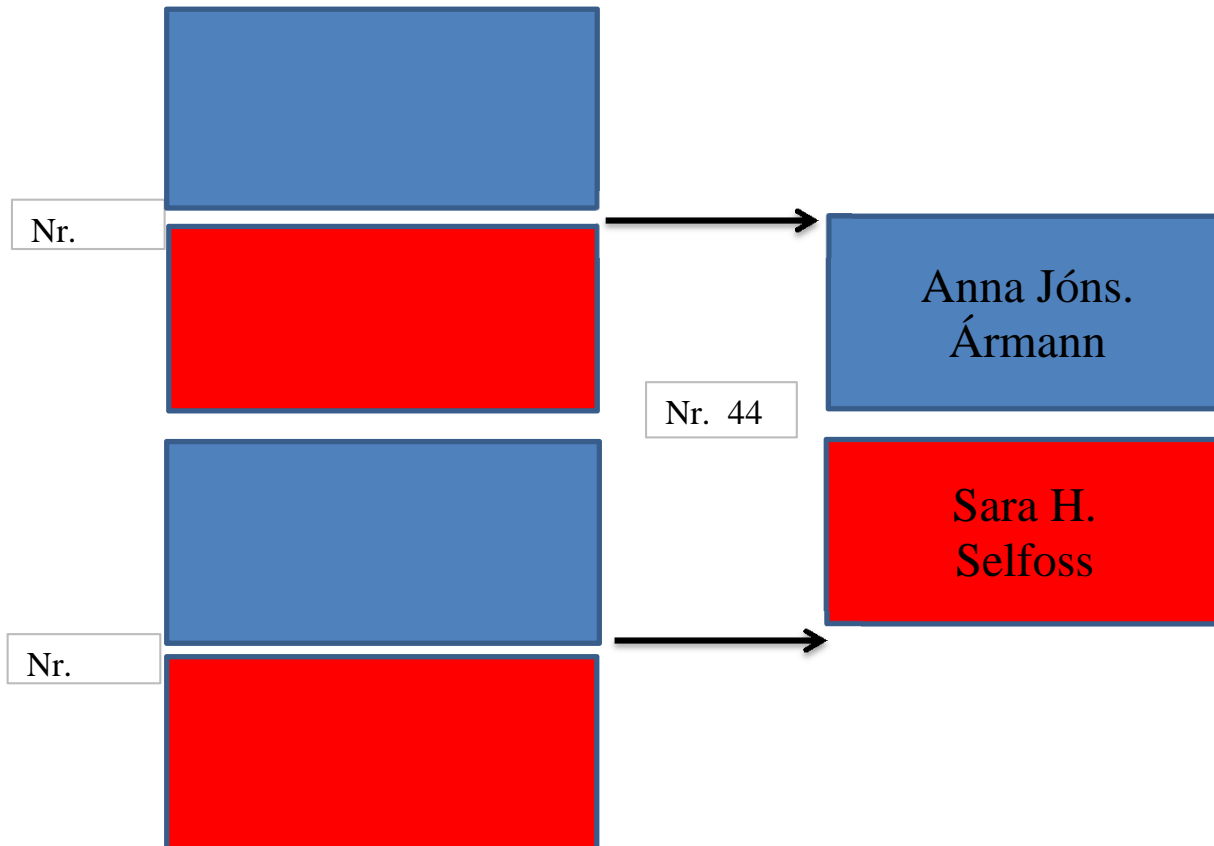 Nr.
Anna Jóns.
Ármann
Nr.  44
Sara H.
Selfoss
Nr.